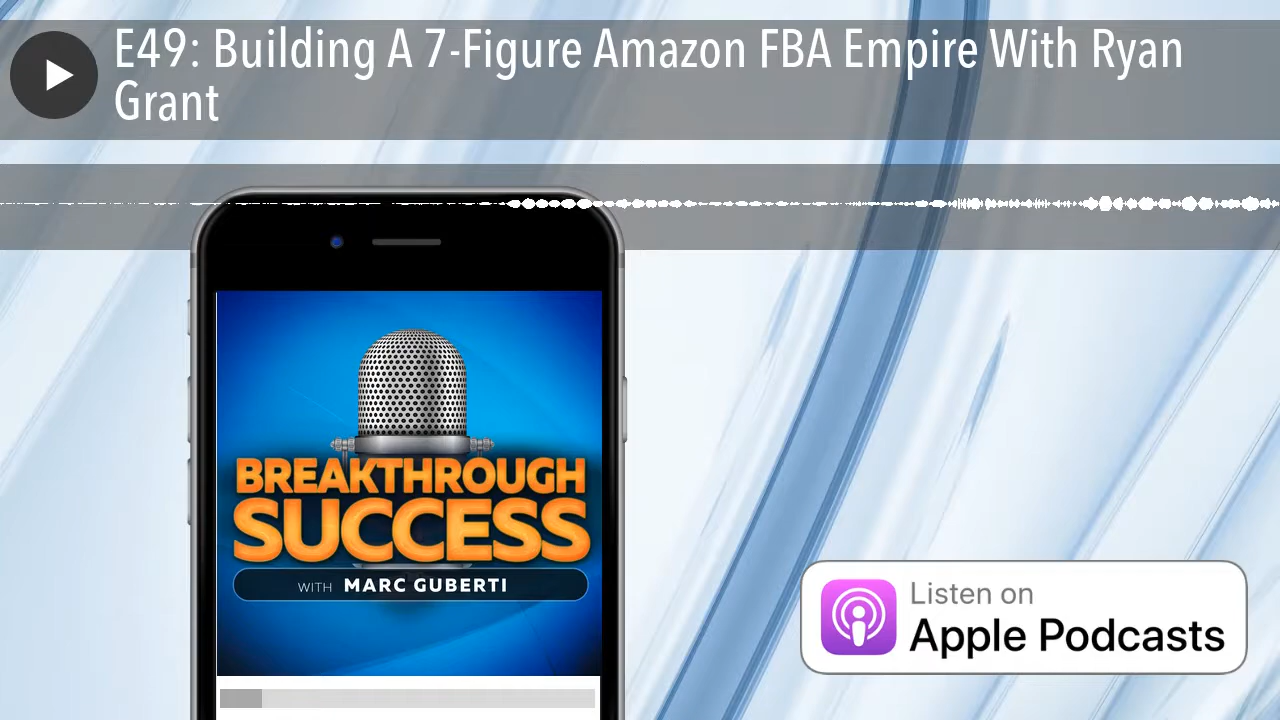 E49: Building A 7-Figure Amazon FBA Empire With Ryan
Grant
BREAKTHROUGH
SUCCESS
WITH MARC GUBERTI
Listen on
Apple Podcasts